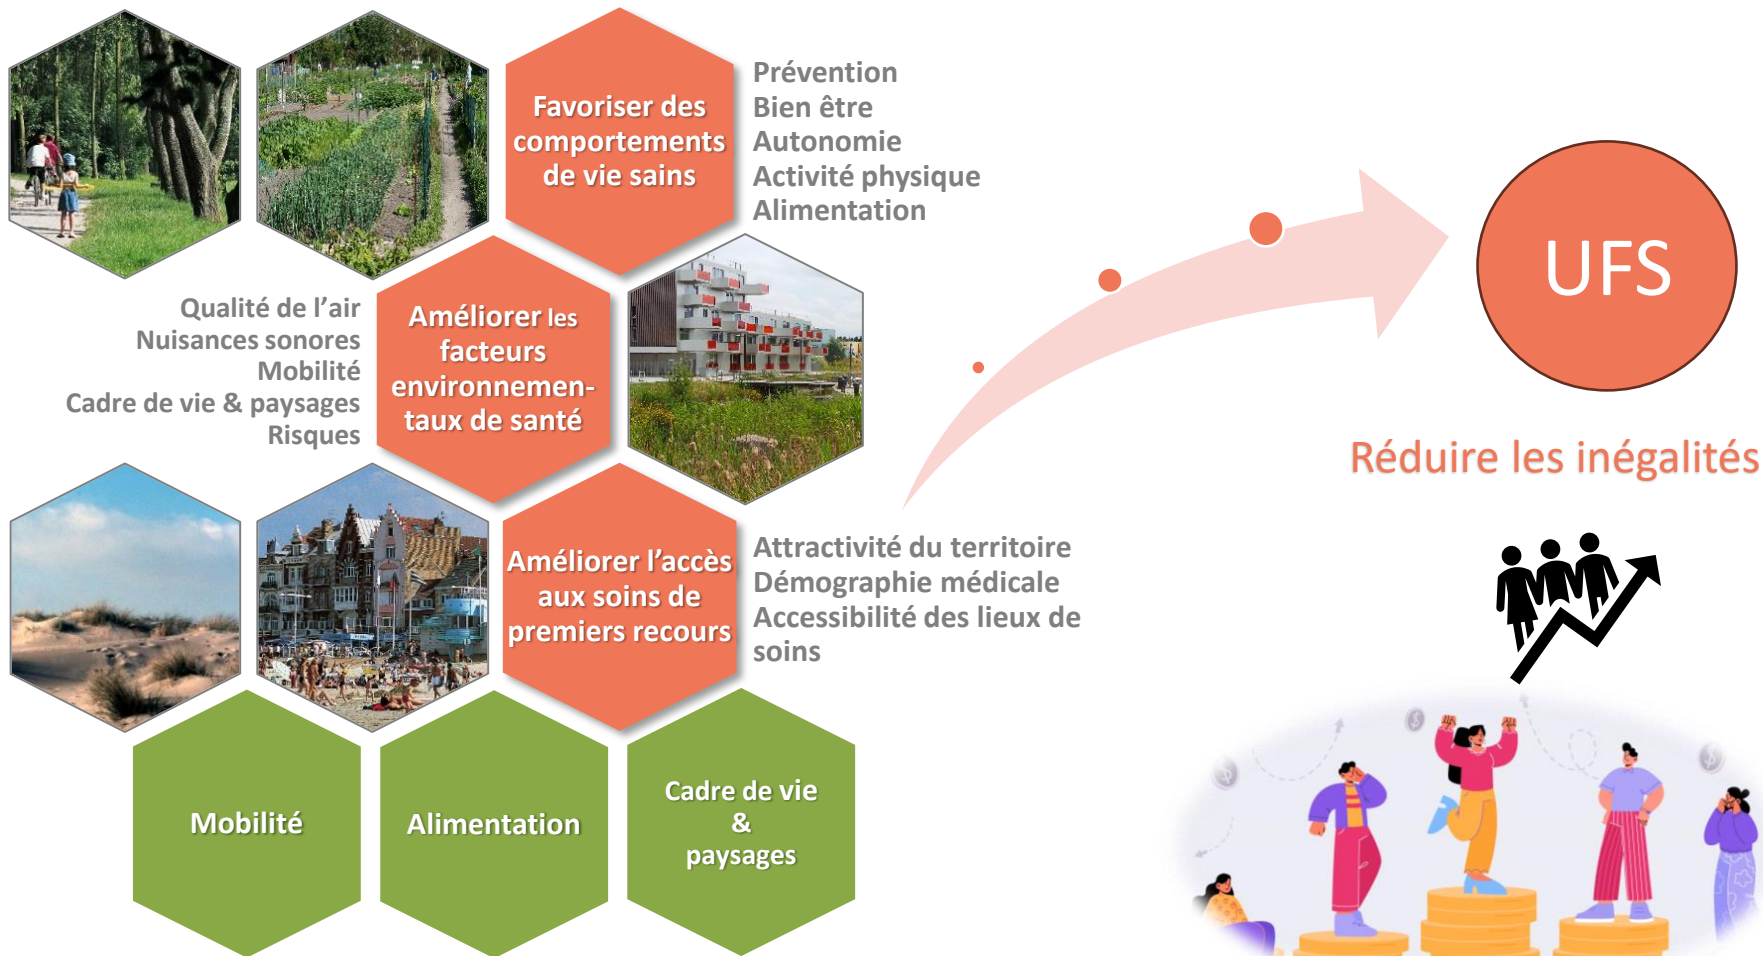 Favoriser des
comportements
de vie sains
Prévention
Bien être
Autonomie
Activité physique
Alimentation
Qualité de l’air
Nuisances sonores
Mobilité
Cadre de vie & paysages
Risques
Améliorer les
facteurs
environnemen-
taux de santé
Améliorer l’accès
aux soins de
premiers recours
Attractivité du territoire
Démographie médicale
Accessibilité des lieux de
soins
Mobilité
Alimentation
Cadre de vie
&
paysages
UFS
Réduire les inégalités
$
$
$